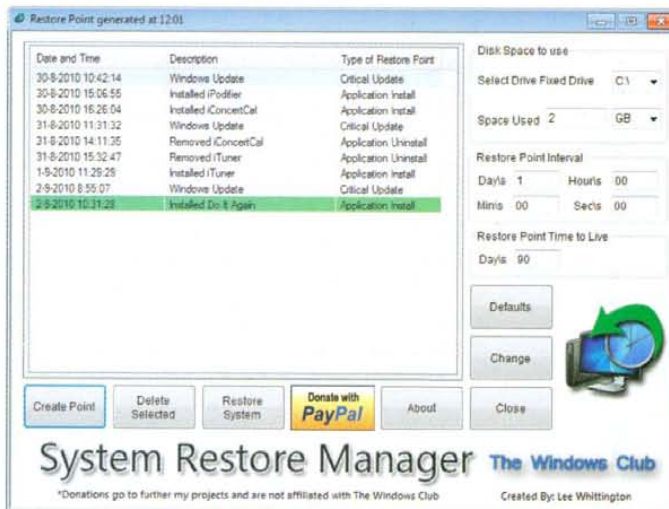 Restore Point generated at 12:01
Date and Time Description Type of Restore Point
30-8-2010 10:42:14 Windows Update Critical Update
30-8-2010 15:06:56 Installed iPodifier Application Install
30-8-2010 16:26:04 Installed iConcertCal Application Install
31-8-2010 11:31:32 Windows Update Critical Update
31-8-2010 14:11:35 Removed iConcertCal Application Uninstall
31-8-2010 15:32:47 Removed iTuner Application Uninstall
1-9-2010 11:29:28 Installed iTuner Application Install
2-9-2010 8:55:07 Windows Update Critical Update
2-9-2010 10:31:28 Installed Do It Again Application Install
Disk Space to use
Select Drive Fixed Drive C:\
Space Used 2 GB
Restore Point Interval
Day\s 1 Hour\s 00
Min\s 00 Sec\s 00
Restore Point Time to Live
Day\s 90
Defaults
Change
Create Point
Delete Selected
Restore System
Donate with PayPal
About
Close
System Restore Manager The Windows Club
*Donations go to further my projects and are not affiliated with The Windows Club Created By: Lee Whittington